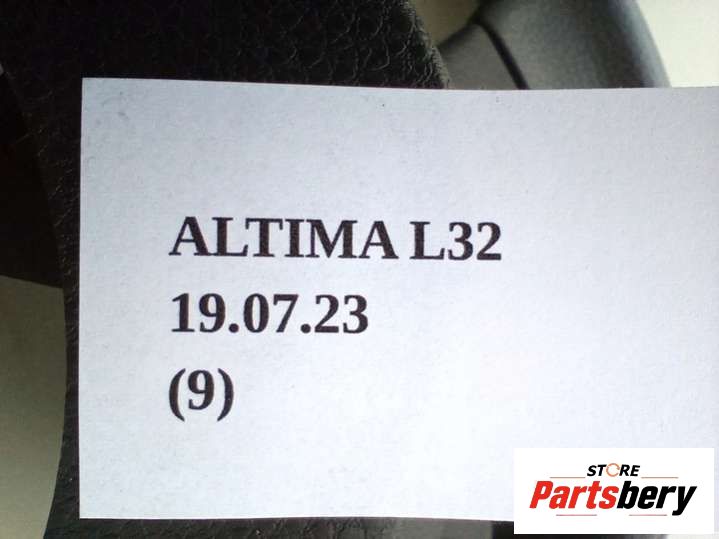 ALTIMA L32
19.07.23
(9)
STORE
Partsbery